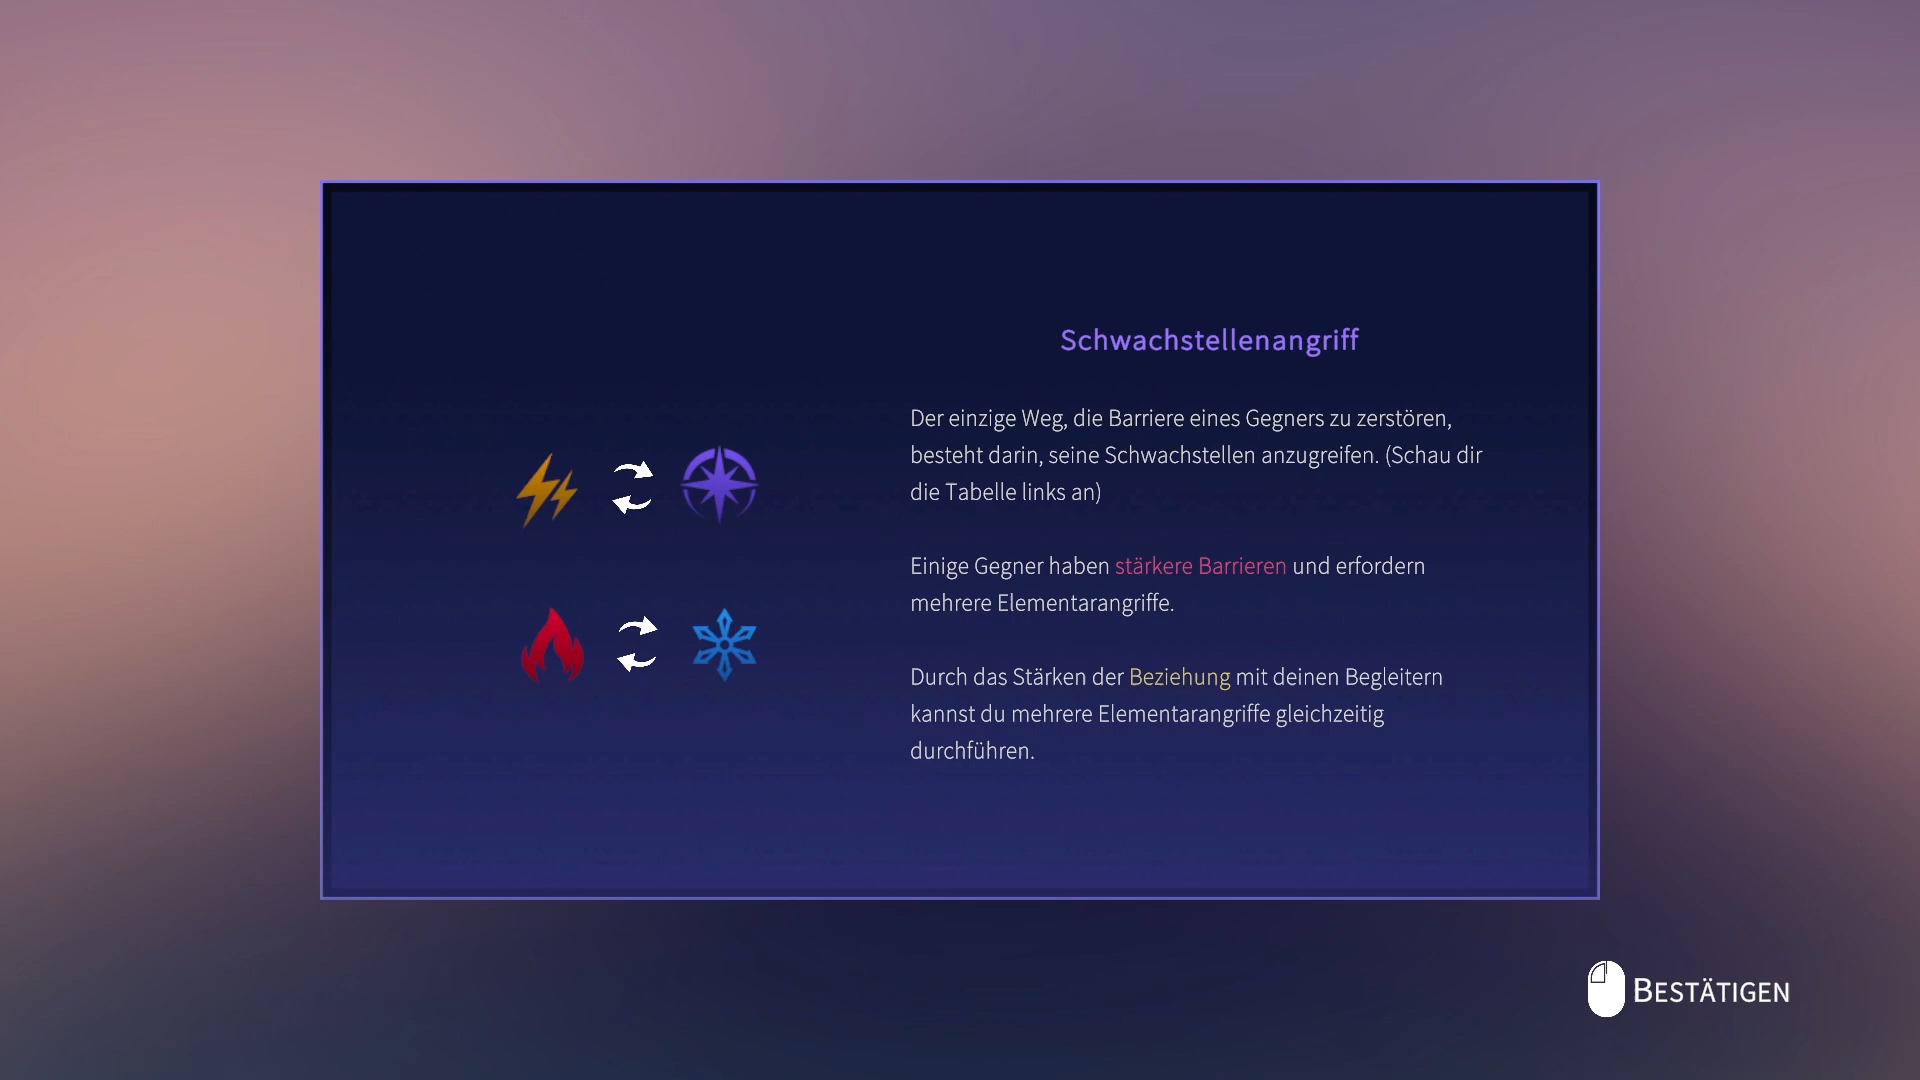 Schwachstellenangriff
Der einzige Weg, die Barriere eines Gegners zu zerstören,
besteht darin, seine Schwachstellen anzugreifen. (Schau dir
die Tabelle links an)
Einige Gegner haben stärkere Barrieren und erfordern
mehrere Elementarangriffe.
Durch das Stärken der Beziehung mit deinen Begleitern
kannst du mehrere Elementarangriffe gleichzeitig
durchführen.
BESTÄTIGEN